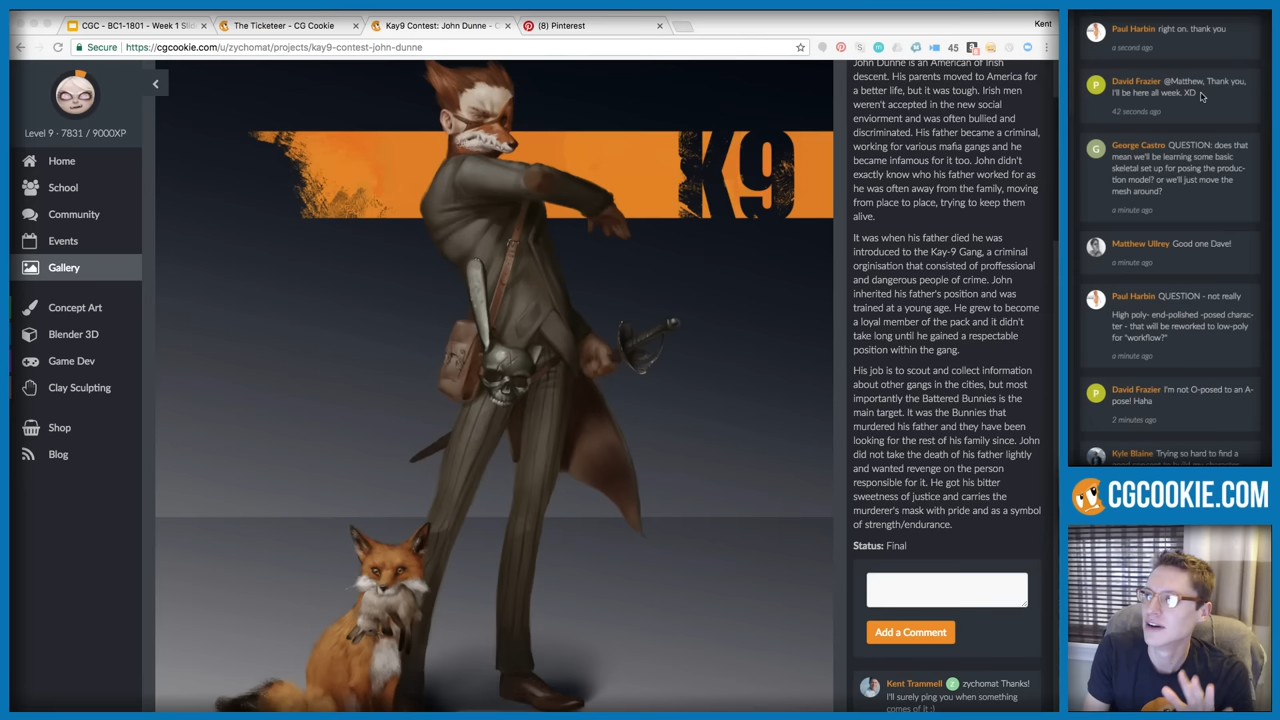 CGC - BC1-1801 - Week 1 Slid
The Ticketeer - CG Cookie
Kay9 Contest: John Dunne - C
(8) Pinterest
Kent
Secure
https://cgcookie.com/u/zychomat/projects/kay9-contest-john-dunne
45
Level 9 - 7831 / 9000XP
Home
School
Community
Events
Gallery
Concept Art
Blender 3D
Game Dev
Clay Sculpting
Shop
Blog
K9
John Dunne is an American of Irish
descent. His parents moved to America for
a better life, but it was tough. Irish men
weren't accepted in the new social
enviorment and was often bullied and
discriminated. His father became a criminal,
working for various mafia gangs and he
became infamous for it too. John didn't
exactly know who his father worked for as
he was often away from the family, moving
from place to place, trying to keep them
alive.
It was when his father died he was
introduced to the Kay-9 Gang, a criminal
orginisation that consisted of proffessional
and dangerous people of crime. John
inherited his father's position and was
trained at a young age. He grew to become
a loyal member of the pack and it didn't
take long until he gained a respectable
position within the gang.
His job is to scout and collect information
about other gangs in the cities, but most
importantly the Battered Bunnies is the
main target. It was the Bunnies that
murdered his father and they have been
looking for the rest of his family since. John
did not take the death of his father lightly
and wanted revenge on the person
responsible for it. He got his bitter
sweetness of justice and carries the
murderer's mask with pride and as a symbol
of strength/endurance.
Status: Final
Add a Comment
Kent Trammell z zychomat Thanks!
I'll surely ping you when something
comes of it :)
Paul Harbin right on. thank you
a second ago
P
David Frazier @Matthew, Thank you,
I'll be here all week. XD
42 seconds ago
G
George Castro QUESTION: does that
mean we'll be learning some basic
skeletal set up for posing the produc-
tion model? or we'll just move the
mesh around?
a minute ago
Matthew Ullrey Good one Dave!
a minute ago
Paul Harbin QUESTION - not really
High poly- end-polished -posed charac-
ter - that will be reworked to low-poly
for "workflow?"
a minute ago
P
David Frazier I'm not O-posed to an A-
pose! Haha
2 minutes ago
Kyle Blaine Trying so hard to find a
CGCOOKIE.COM